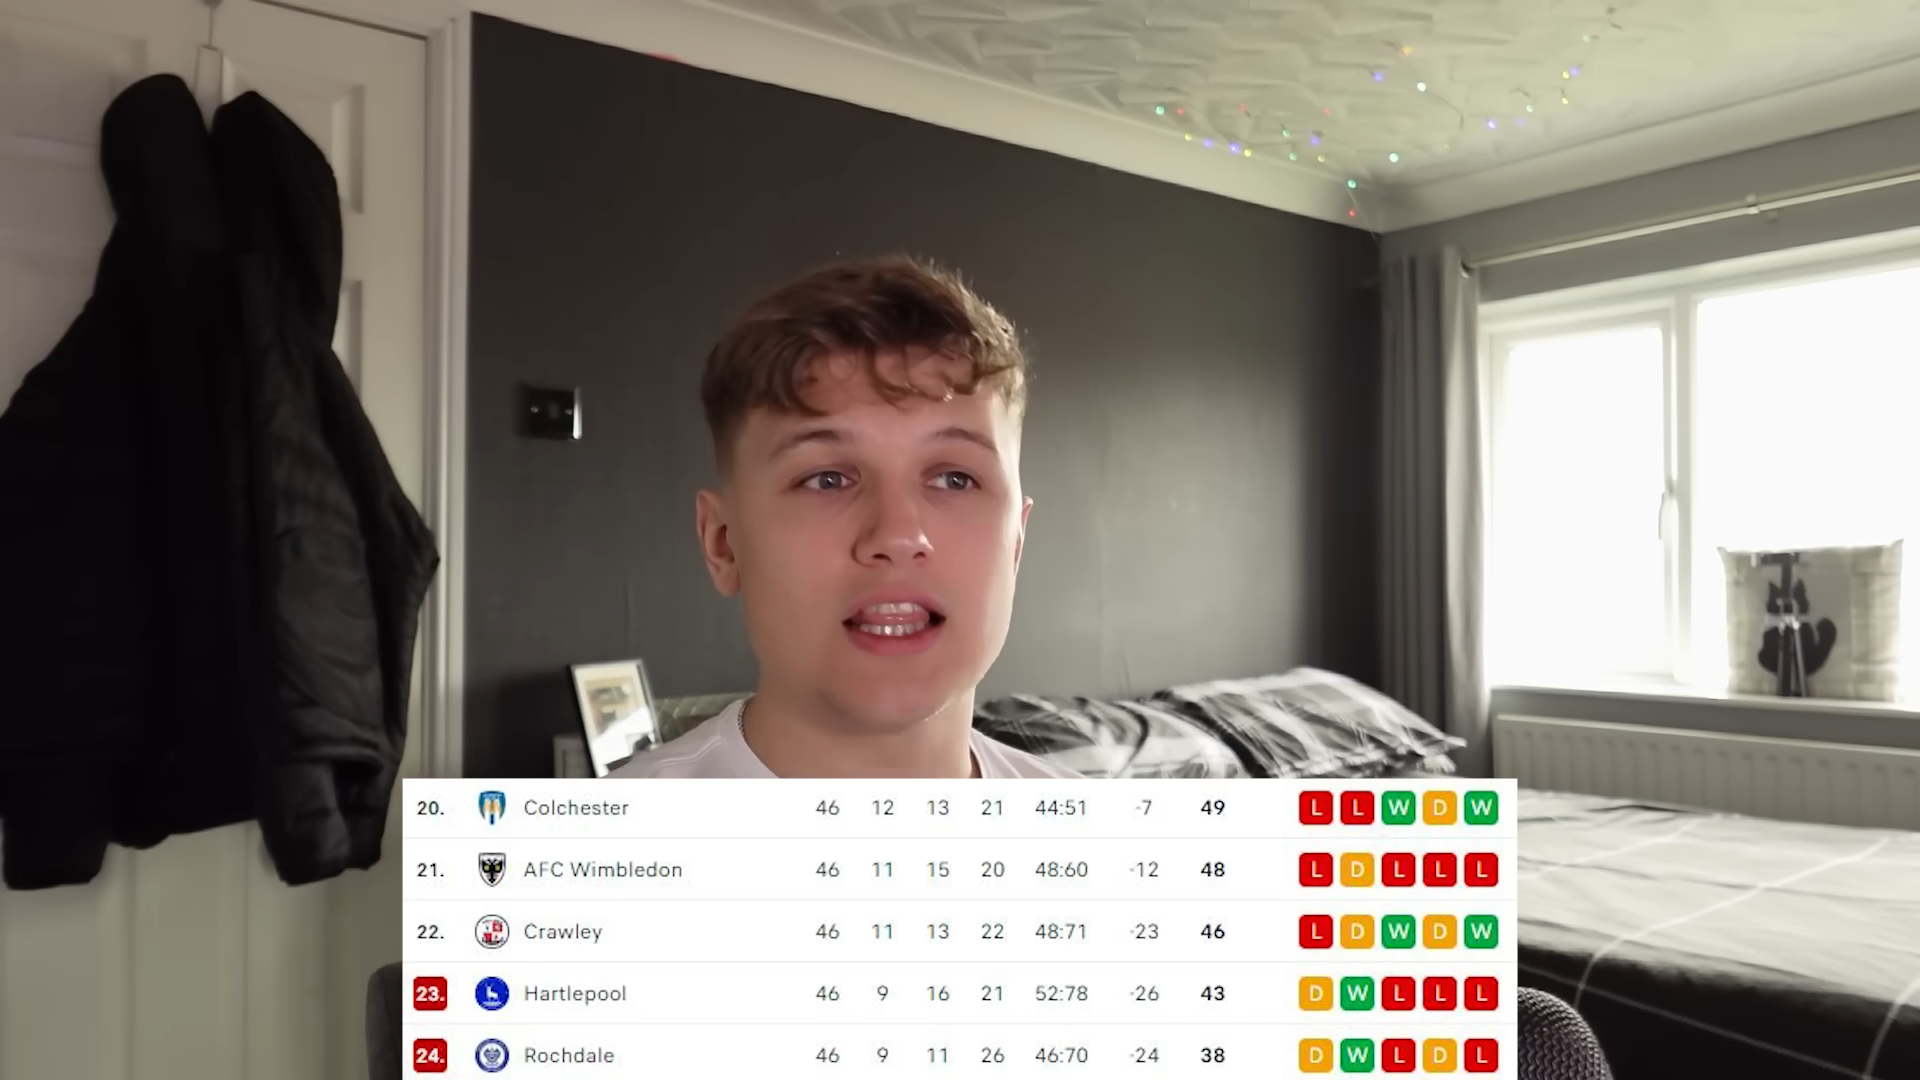 20. Colchester 46 12 13 21 44:51 -7 49 L L W D W
21. AFC Wimbledon 46 11 15 20 48:60 -12 48 L D L L L
22. Crawley 46 11 13 22 48:71 -23 46 L D W D W
23. Hartlepool 46 9 16 21 52:78 -26 43 D W L L L
24. Rochdale 46 9 11 26 46:70 -24 38 D W L D L